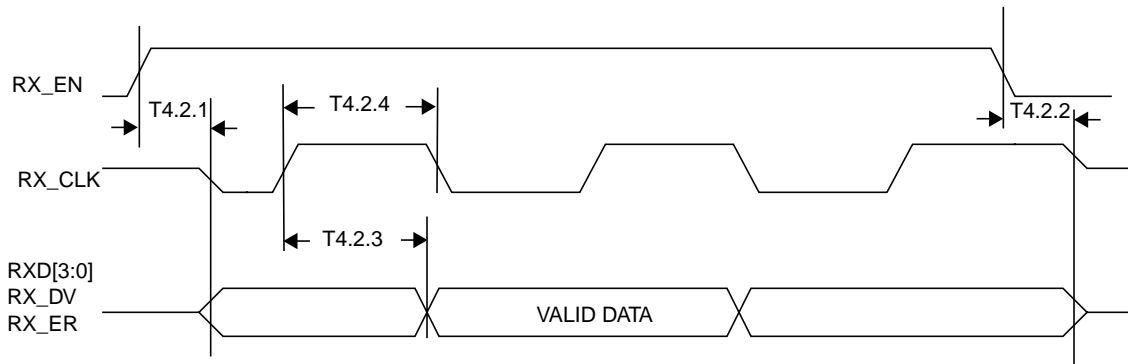 RX_EN
T4.2.1
T4.2.4
T4.2.2
RX_CLK
T4.2.3
RXD[3:0]
RX_DV
RX_ER
VALID DATA